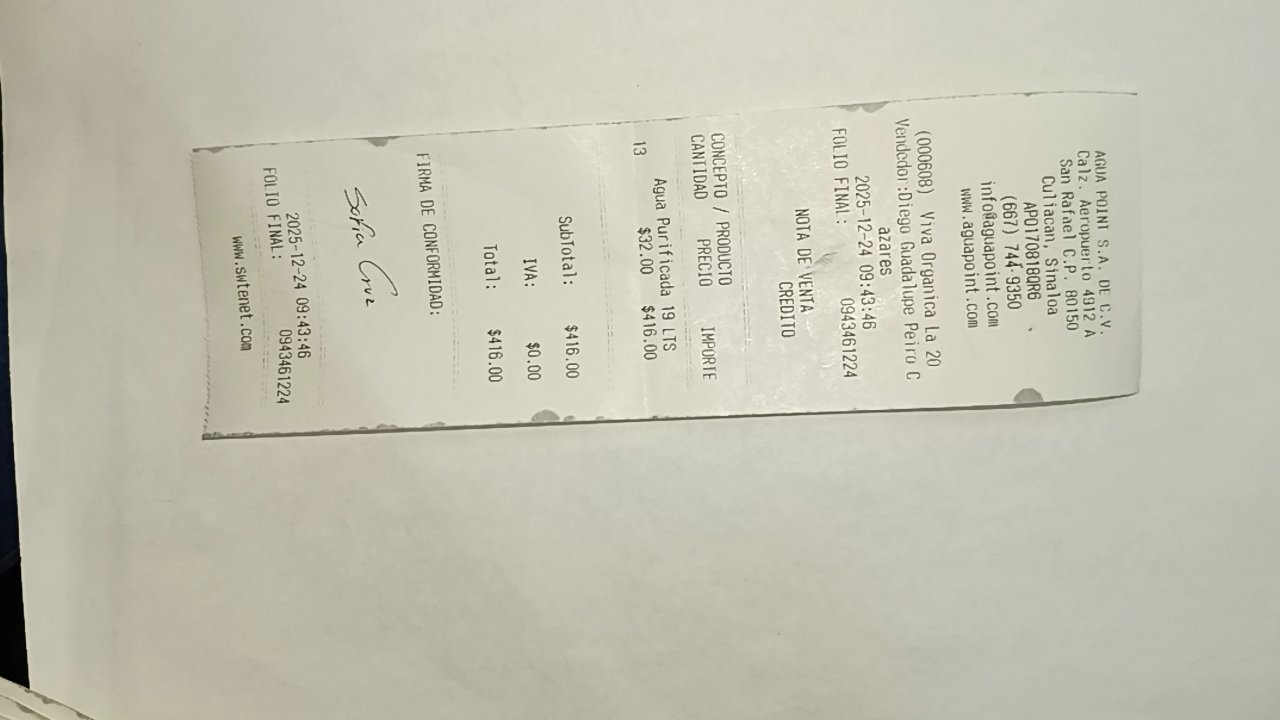 AGUA POINT S.A. DE C.V.
Calz. Aeropuerto 4912 A
San Rafael C.P. 80150
Culiacan, Sinaloa
APO170818QR6
(667) 744-9350
info@aguapoint.com
www.aguapoint.com
(000608) Viva Organica La 20
Vendedor:Diego Guadalupe Peiro C
azares
2025-12-24 09:43:46
FOLIO FINAL: 0943461224
NOTA DE VENTA
CREDITO
CONCEPTO / PRODUCTO
CANTIDAD PRECIO IMPORTE
Agua Purificada 19 LTS
13 $32.00 $416.00
SubTotal: $416.00
IVA: $0.00
Total: $416.00
FIRMA DE CONFORMIDAD:
Sofia Cruz
2025-12-24 09:43:46
FOLIO FINAL: 0943461224
www.swtenet.com